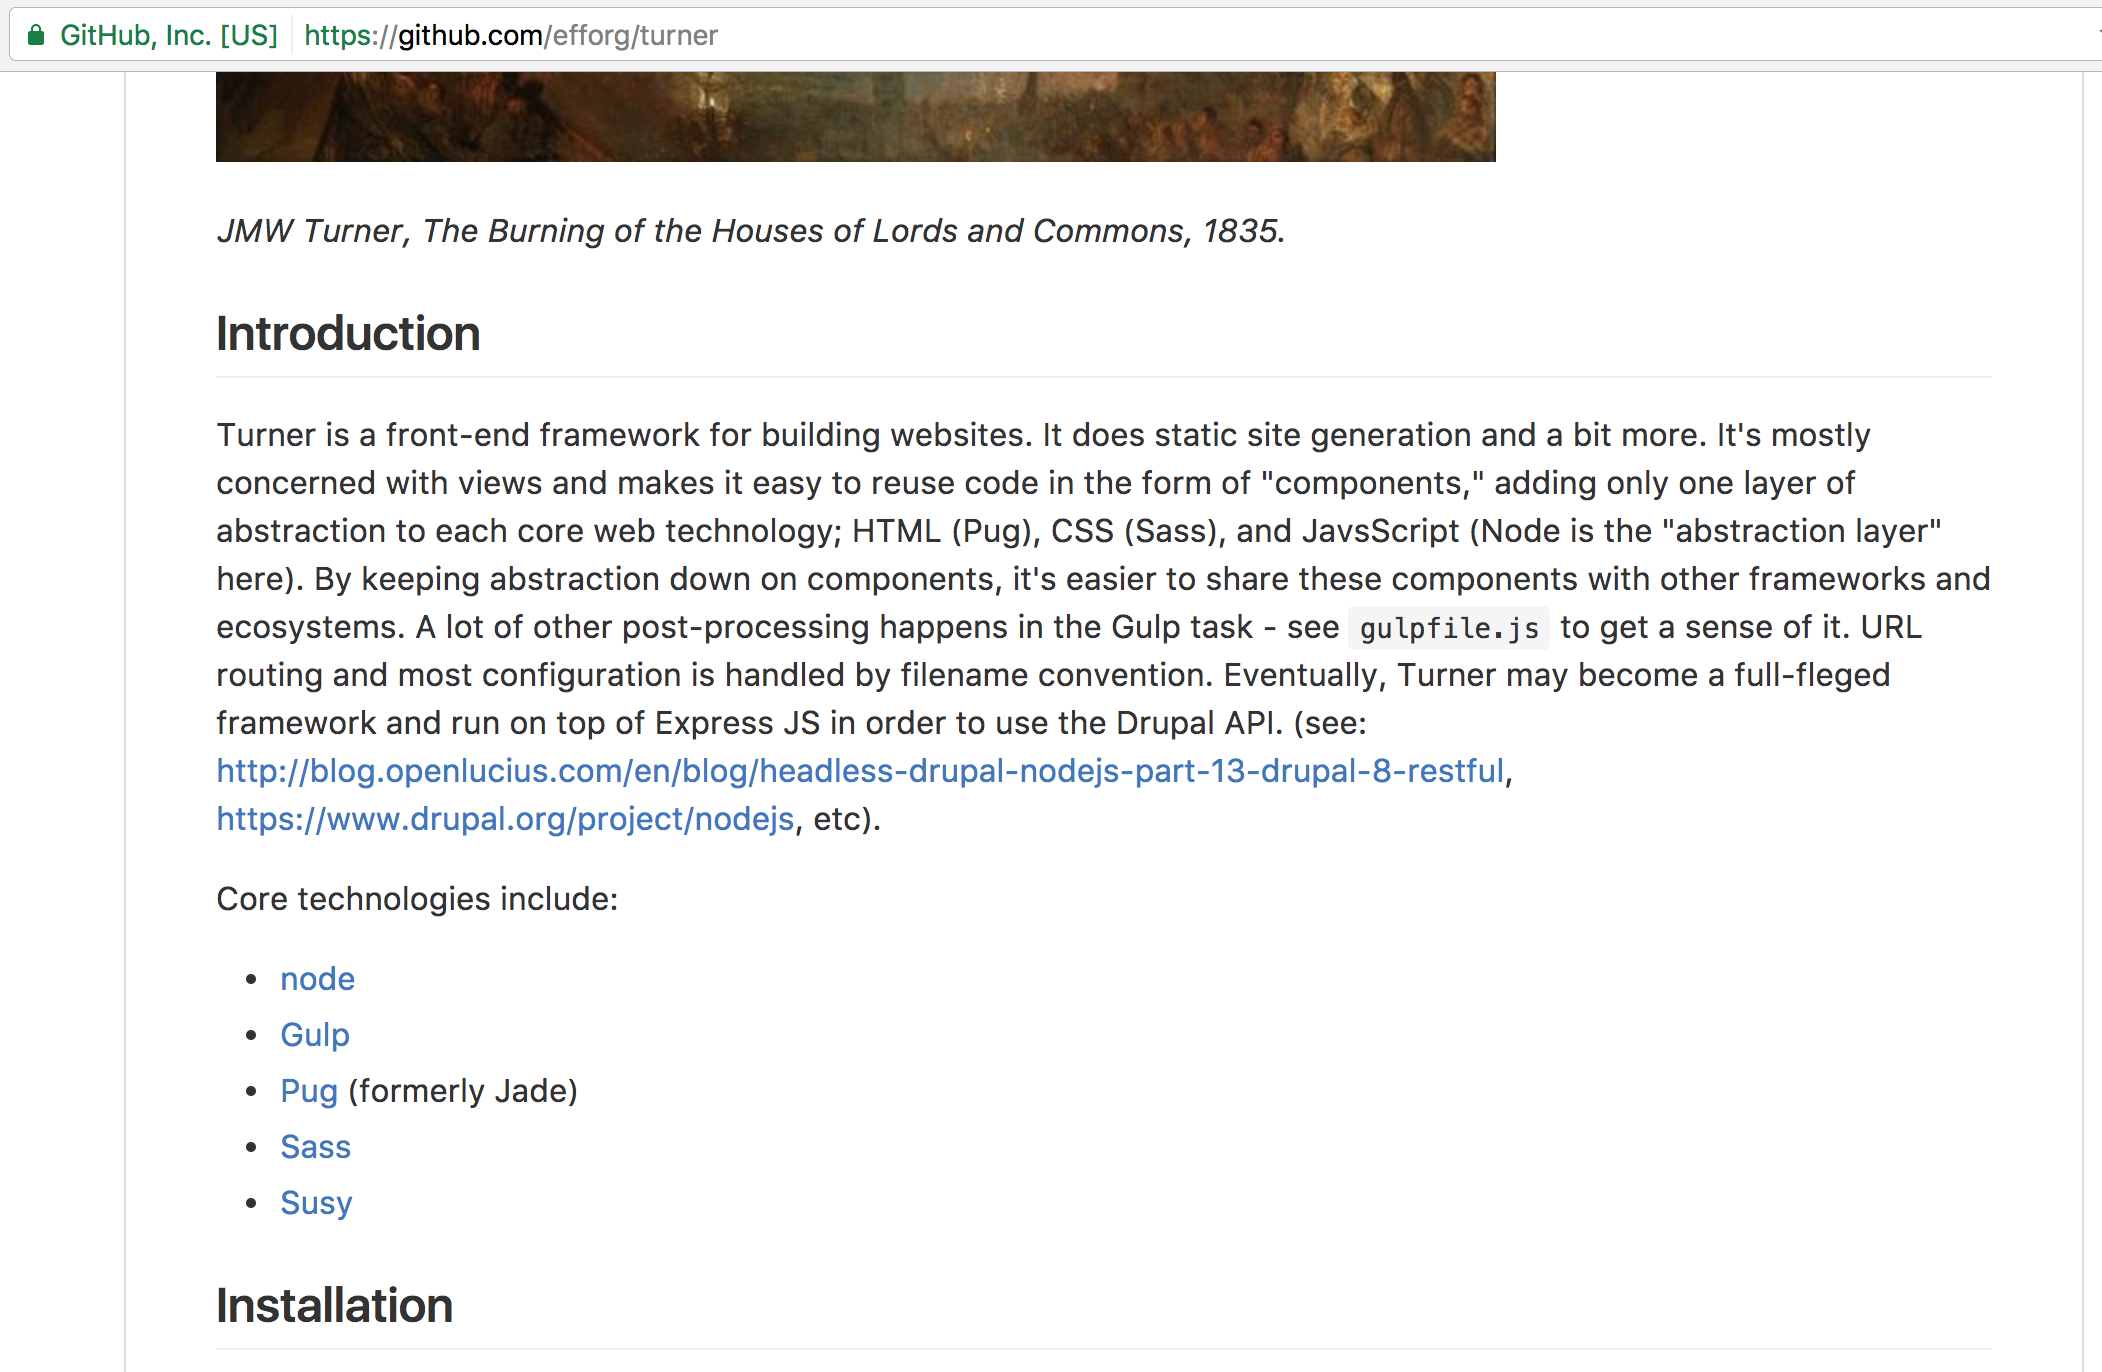 GitHub, Inc. [US] https://github.com/efforg/turner
JMW Turner, The Burning of the Houses of Lords and Commons, 1835.
Introduction
Turner is a front-end framework for building websites. It does static site generation and a bit more. It's mostly
concerned with views and makes it easy to reuse code in the form of "components," adding only one layer of
abstraction to each core web technology; HTML (Pug), CSS (Sass), and JavsScript (Node is the "abstraction layer"
here). By keeping abstraction down on components, it's easier to share these components with other frameworks and
ecosystems. A lot of other post-processing happens in the Gulp task - see gulpfile.js to get a sense of it. URL
routing and most configuration is handled by filename convention. Eventually, Turner may become a full-fleged
framework and run on top of Express JS in order to use the Drupal API. (see:
http://blog.openlucius.com/en/blog/headless-drupal-nodejs-part-13-drupal-8-restful,
https://www.drupal.org/project/nodejs, etc).
Core technologies include:
• node
• Gulp
• Pug (formerly Jade)
• Sass
• Susy
Installation